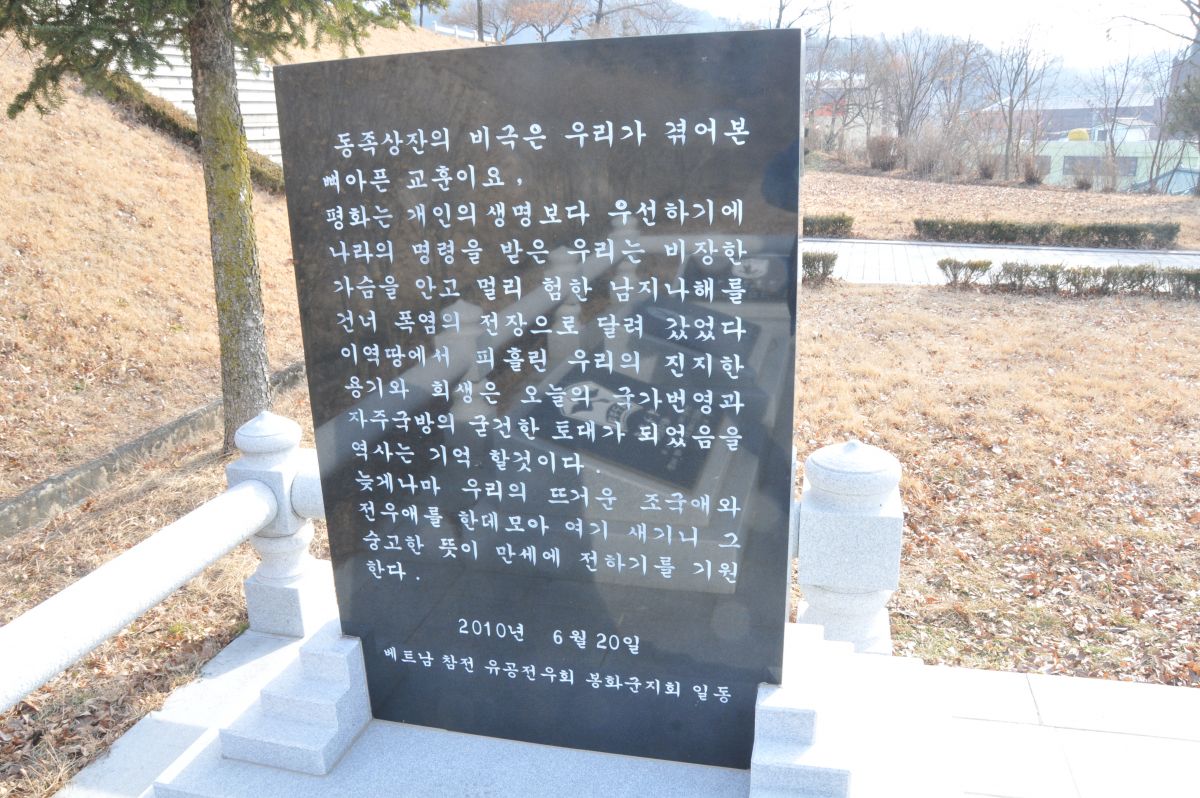 동족상잔의 비극은 우리가 겪어본
뼈아픈 교훈이요,
평화는 개인의 생명보다 우선하기에
나라의 명령을 받은 우리는 비장한
가슴을 안고 멀리 험한 남지나해를
건너 폭염의 전장으로 달려 갔었다
이역땅에서 피흘린 우리의 진지한
용기와 희생은 오늘의 국가번영과
자주국방의 굳건한 토대가 되었음을
역사는 기억 할것이다.
늦게나마 우리의 뜨거운 조국애와
전우애를 한데모아 여기 새기니 그
숭고한 뜻이 만세에 전하기를 기원
한다.
2010년 6월 20일
베트남 참전 유공전우회 봉화군지회 일동